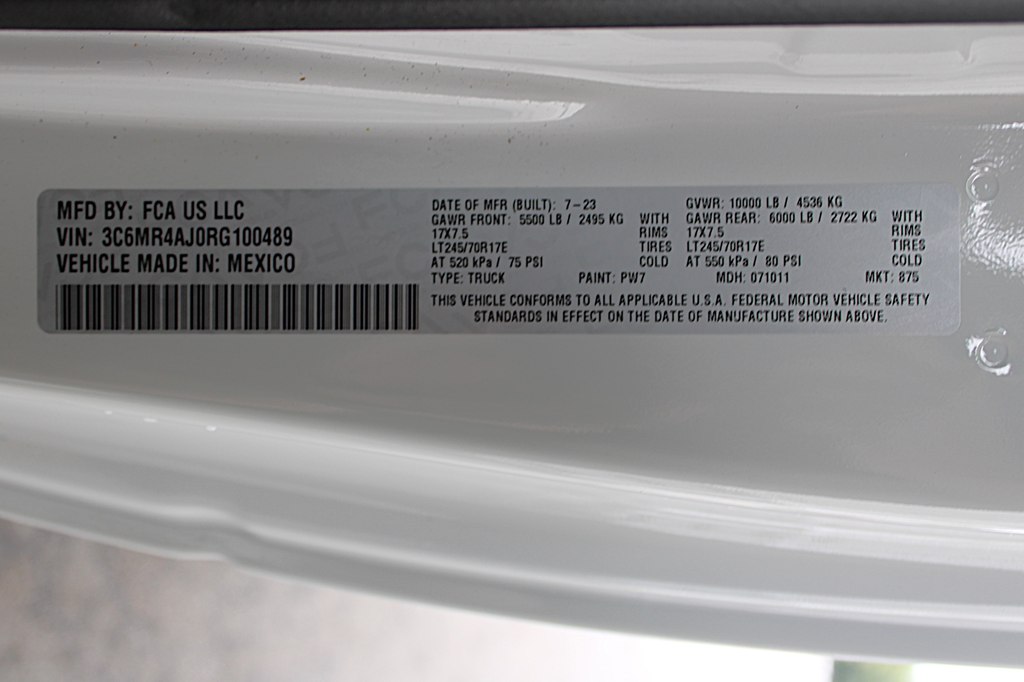 MFD BY: FCA US LLC
VIN: 3C6MR4AJ0RG100489
VEHICLE MADE IN: MEXICO
DATE OF MFR (BUILT): 7-23
GAWR FRONT: 5500 LB / 2495 KG WITH
17X7.5 RIMS
LT245/70R17E TIRES
AT 520 kPa / 75 PSI COLD
TYPE: TRUCK PAINT: PW7
GVWR: 10000 LB / 4536 KG
GAWR REAR: 6000 LB / 2722 KG WITH
17X7.5 RIMS
LT245/70R17E TIRES
AT 550 kPa / 80 PSI COLD
MDH: 071011 MKT: 875
THIS VEHICLE CONFORMS TO ALL APPLICABLE U.S.A. FEDERAL MOTOR VEHICLE SAFETY
STANDARDS IN EFFECT ON THE DATE OF MANUFACTURE SHOWN ABOVE.